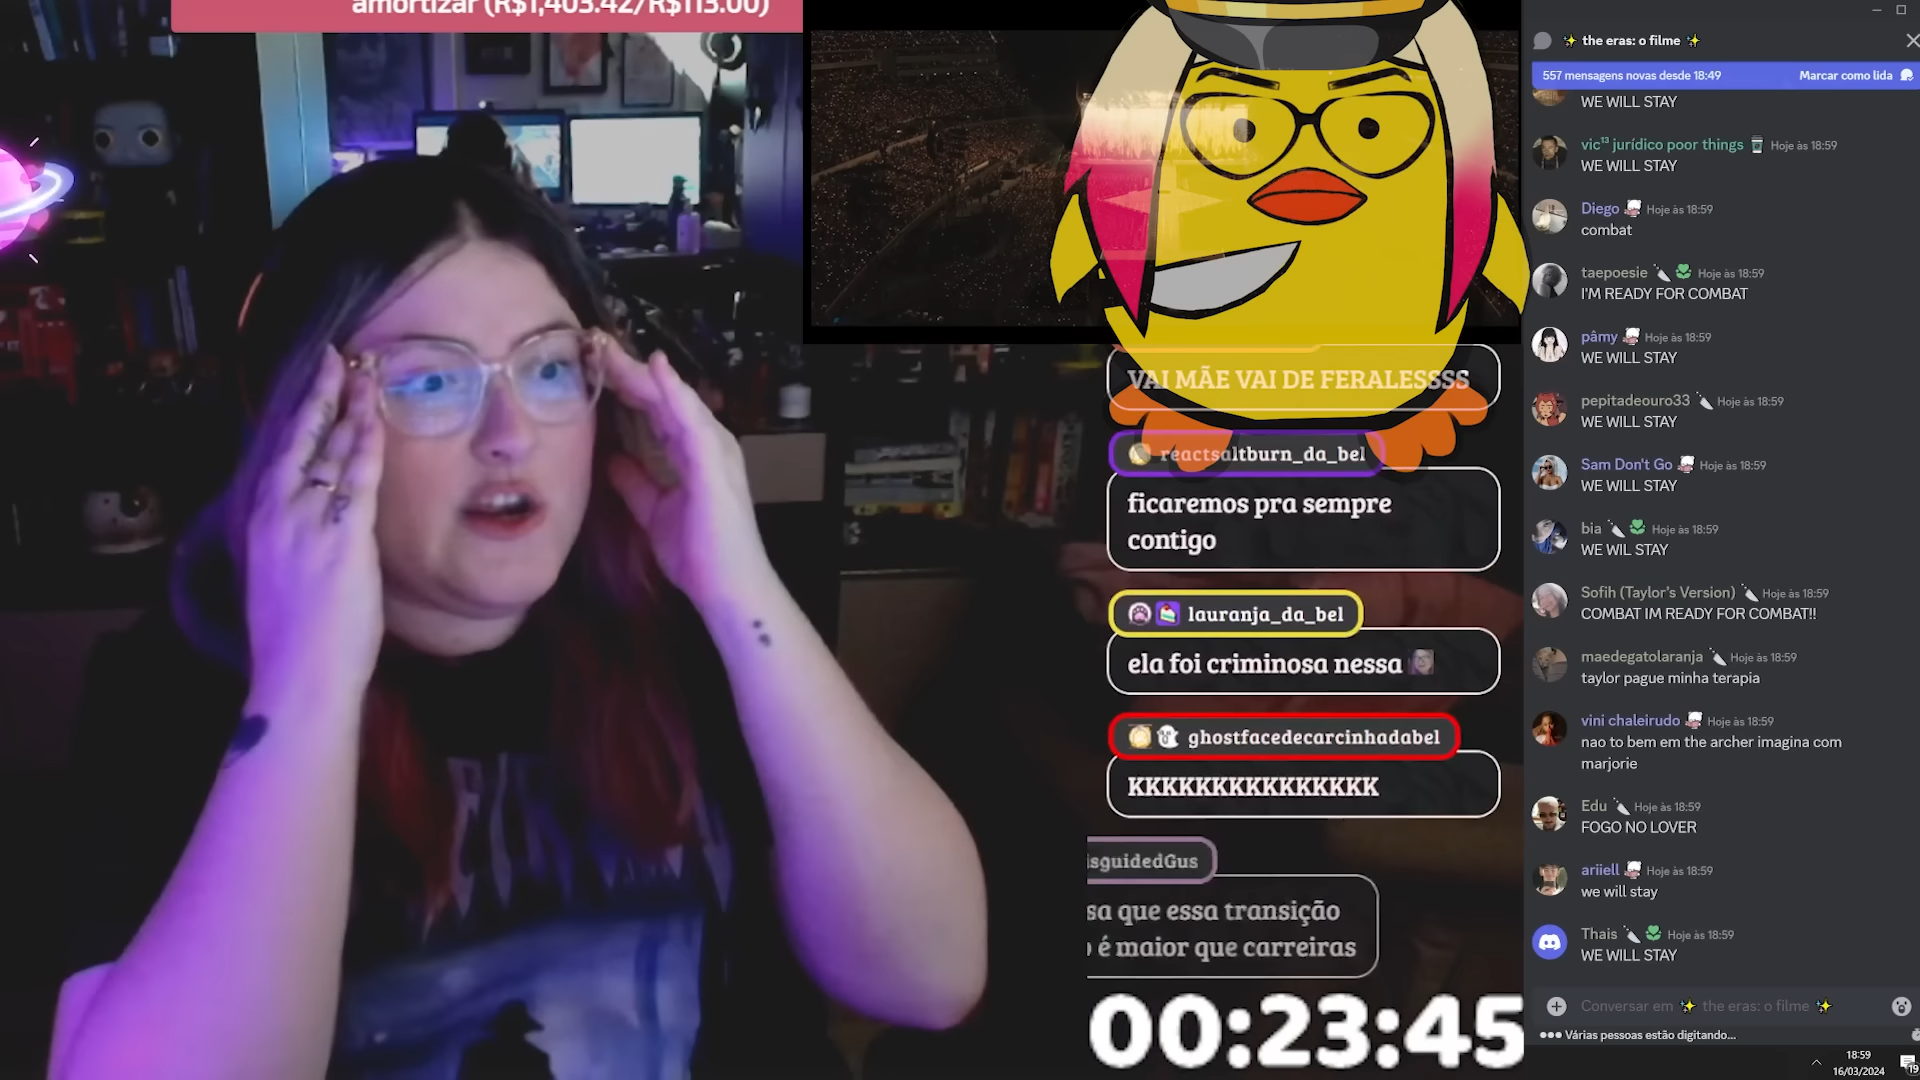 amortizar (R$1,403.42/R$113.00)
VAI MÃE VAI DE FERALESSSS
reactsaltburn_da_bel
ficaremos pra sempre
contigo
lauranja_da_bel
ela foi criminosa nessa
ghostfacedecarcinhadabel
KKKKKKKKKKKKKKK
isguidedGus
sa que essa transição
é maior que carreiras
00:23:45
the eras: o filme
557 mensagens novas desde 18:49 Marcar como lida
WE WILL STAY
vic¹³ jurídico poor things Hoje às 18:59
WE WILL STAY
Diego Hoje às 18:59
combat
taepoesie Hoje às 18:59
I'M READY FOR COMBAT
pâmy Hoje às 18:59
WE WILL STAY
pepitadeouro33 Hoje às 18:59
WE WILL STAY
Sam Don't Go Hoje às 18:59
WE WILL STAY
bia Hoje às 18:59
WE WIL STAY
Sofih (Taylor's Version) Hoje às 18:59
COMBAT IM READY FOR COMBAT!!
maedegatolaranja Hoje às 18:59
taylor pague minha terapia
vini chaleirudo Hoje às 18:59
nao to bem em the archer imagina com
marjorie
Edu Hoje às 18:59
FOGO NO LOVER
ariiell Hoje às 18:59
we will stay
Thais Hoje às 18:59
WE WILL STAY
Conversar em the eras: o filme
Várias pessoas estão digitando...
18:59
16/03/2024
19